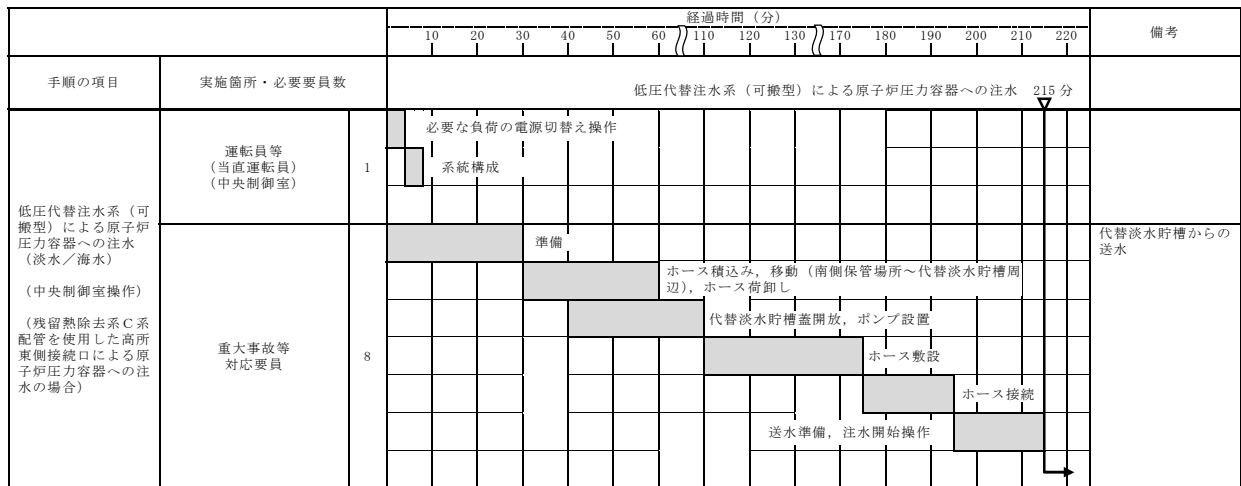 経過時間（分）
備考
10 20 30 40 50 60 110 130 170 180 190 200 210 220
手順の項目
実施箇所・必要要員数
低圧代替注水系（可搬型）による原子炉圧力容器への注水 215 分
必要な負荷の電源切替え操作
系統構成
運転員等
（当直運転員）
（中央制御室）
1
低圧代替注水系（可
搬型）による原子炉
圧力容器への注水
（淡水／海水）
（中央制御室操作）
（残留熱除去系Ｃ系
配管を使用した高所
東側接続口による原
子炉圧力容器への注
水の場合）
重大事故等
対応要員
8
準備
ホース積込み，移動（南側保管場所～代替淡水貯槽周
辺），ホース荷卸し
代替淡水貯槽蓋開放，ポンプ設置
ホース敷設
ホース接続
送水準備，注水開始操作
代替淡水貯槽からの
送水